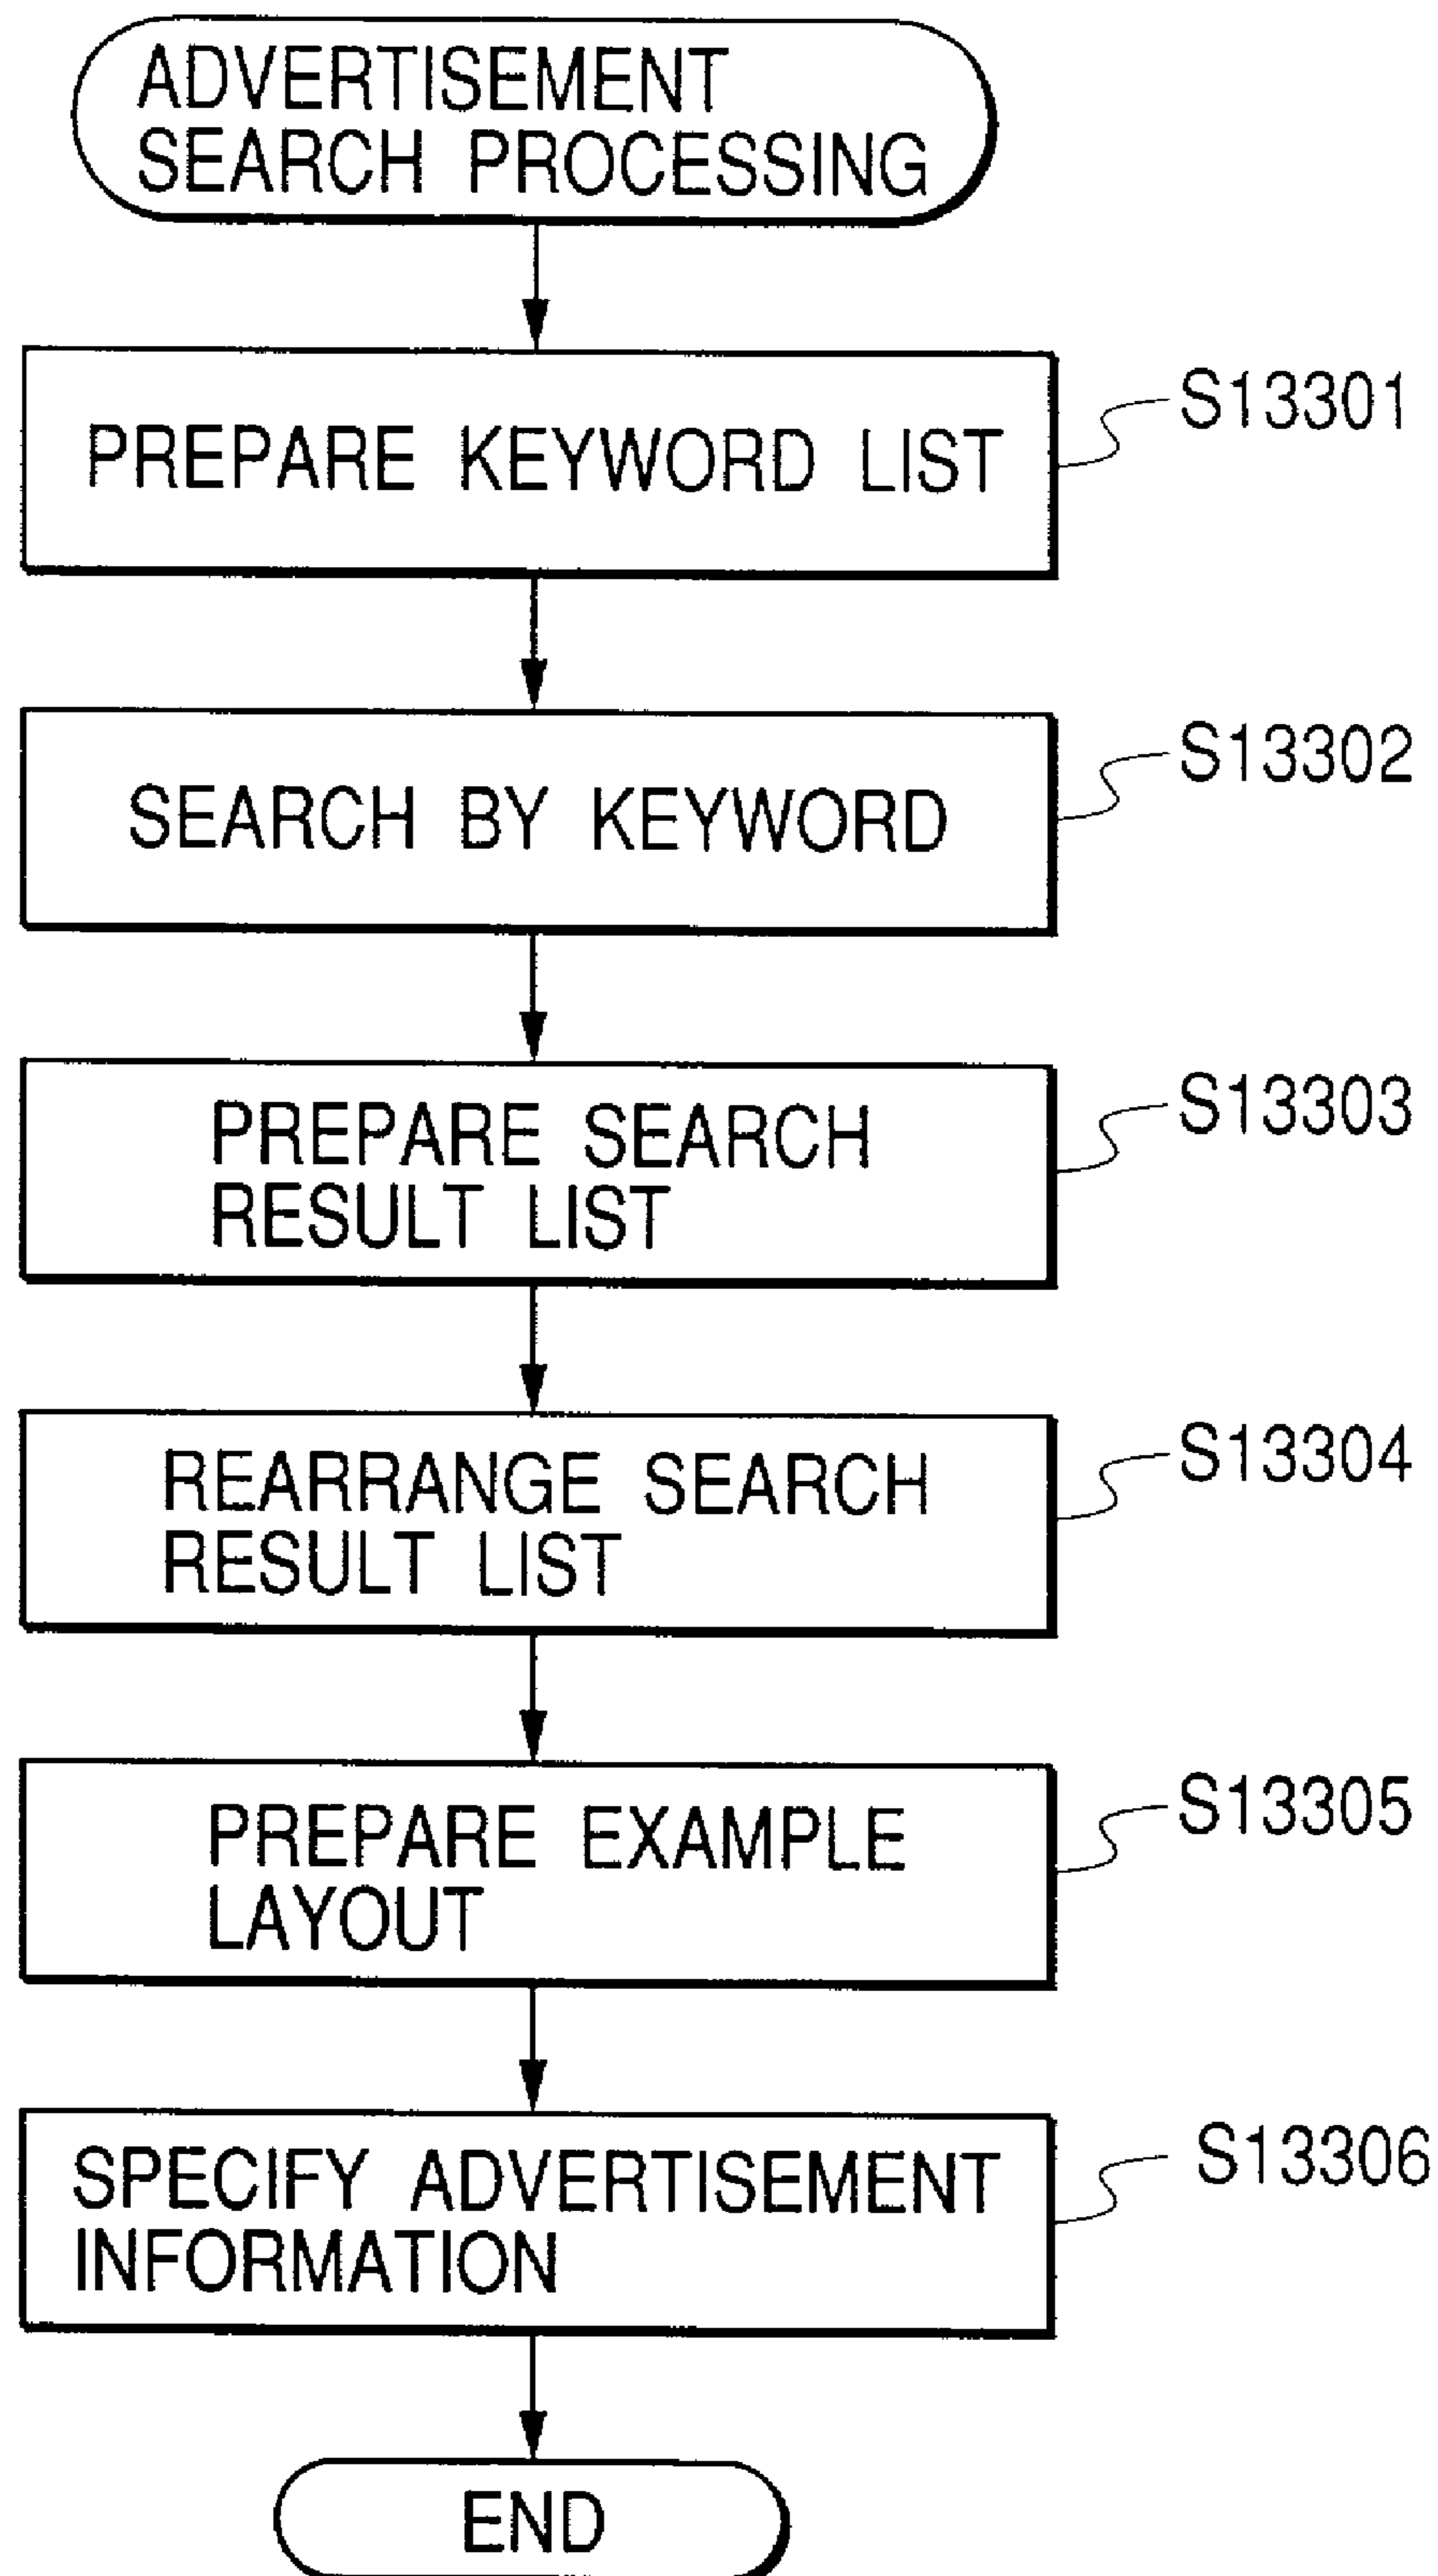 ADVERTISEMENT
SEARCH PROCESSING
PREPARE KEYWORD LIST
S13301
SEARCH BY KEYWORD
S13302
PREPARE SEARCH
RESULT LIST
S13303
REARRANGE SEARCH
RESULT LIST
S13304
PREPARE EXAMPLE
LAYOUT
S13305
SPECIFY ADVERTISEMENT
INFORMATION
S13306
END